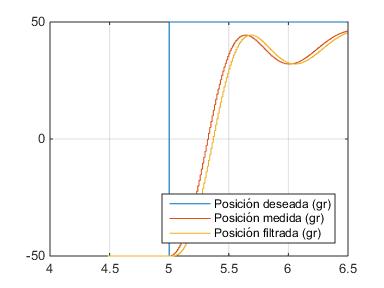 50
0
-50
Posición deseada (gr)
Posición medida (gr)
Posición filtrada (gr)
4 4.5 5 5.5 6 6.5